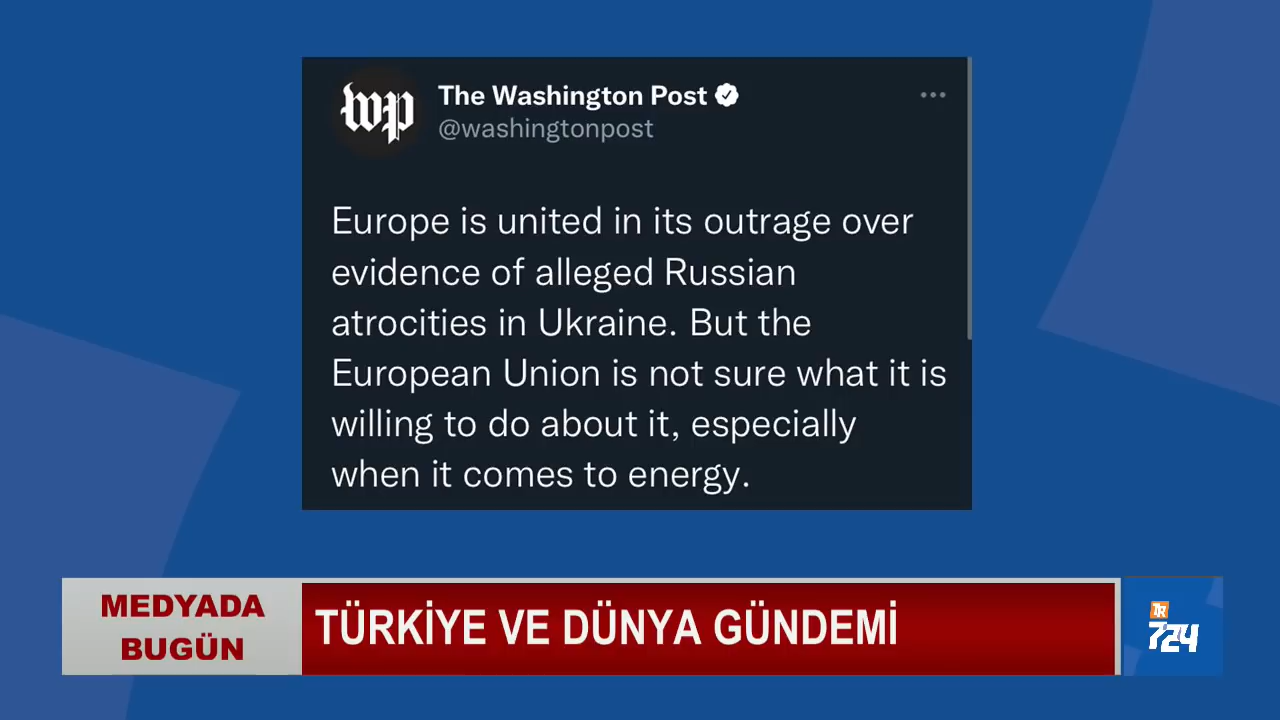 wp
The Washington Post
@washingtonpost
Europe is united in its outrage over
evidence of alleged Russian
atrocities in Ukraine. But the
European Union is not sure what it is
willing to do about it, especially
when it comes to energy.
MEDYADA
BUGÜN
TÜRKİYE VE DÜNYA GÜNDEMİ
TR
724